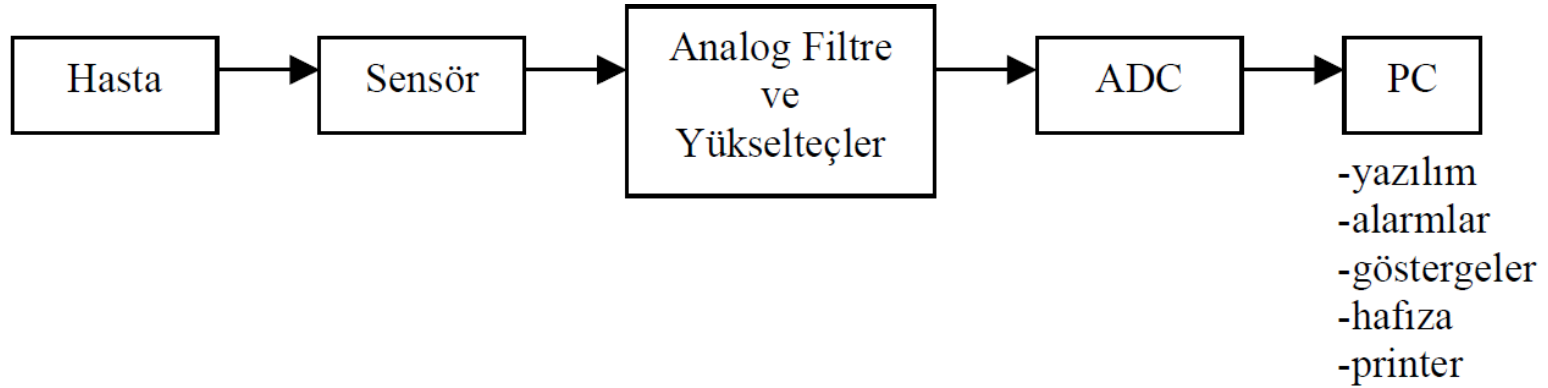 Hasta
Sensör
Analog Filtre
ve
Yükselteçler
ADC
PC
-yazılım
-alarmlar
-göstergeler
-hafıza
-printer